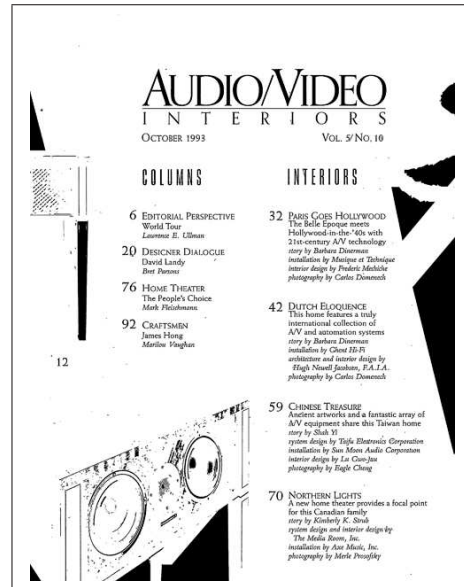 AUDIO/VIDEO
INTERIORS
OCTOBER 1993 VOL. 5/ NO. 10
COLUMNS
6 EDITORIAL PERSPECTIVE
World Tour
Lawrence E. Ullman
20 DESIGNER DIALOGUE
David Landy
Bret Parsons
76 HOME THEATER
The People's Choice
Mark Fleischmann
92 CRAFTSMEN
James Hong
Marilou Vaughan
12
INTERIORS
32 PARIS GOES HOLLYWOOD
The Belle Epoque meets
Hollywood-in-the-'40s with
21st-century A/V technology
story by Barbara Dinerman
installation by Musique et Technique
interior design by Frederic Mechiche
photography by Carlos Domenech
42 DUTCH ELOQUENCE
This home features a truly
international collection of
A/V and automation systems
story by Barbara Dinerman
installation by Ghent Hi-Fi
architecture and interior design by
Hugh Newell Jacobsen, F.A.I.A.
photography by Carlos Domenech
59 CHINESE TREASURE
Ancient artworks and a fantastic array of
A/V equipment share this Taiwan home
story by Shah Yi
system design by Taifu Electronics Corporation
installation by Sun Moon Audio Corporation
interior design by Lu Gwo-Jau
photography by Eagle Cheng
70 NORTHERN LIGHTS
A new home theater provides a focal point
for this Canadian family
story by Kimberly K. Strub
system design and interior design by
The Media Room, Inc.
installation by Axe Music, Inc.
photography by Merle Prosofsky